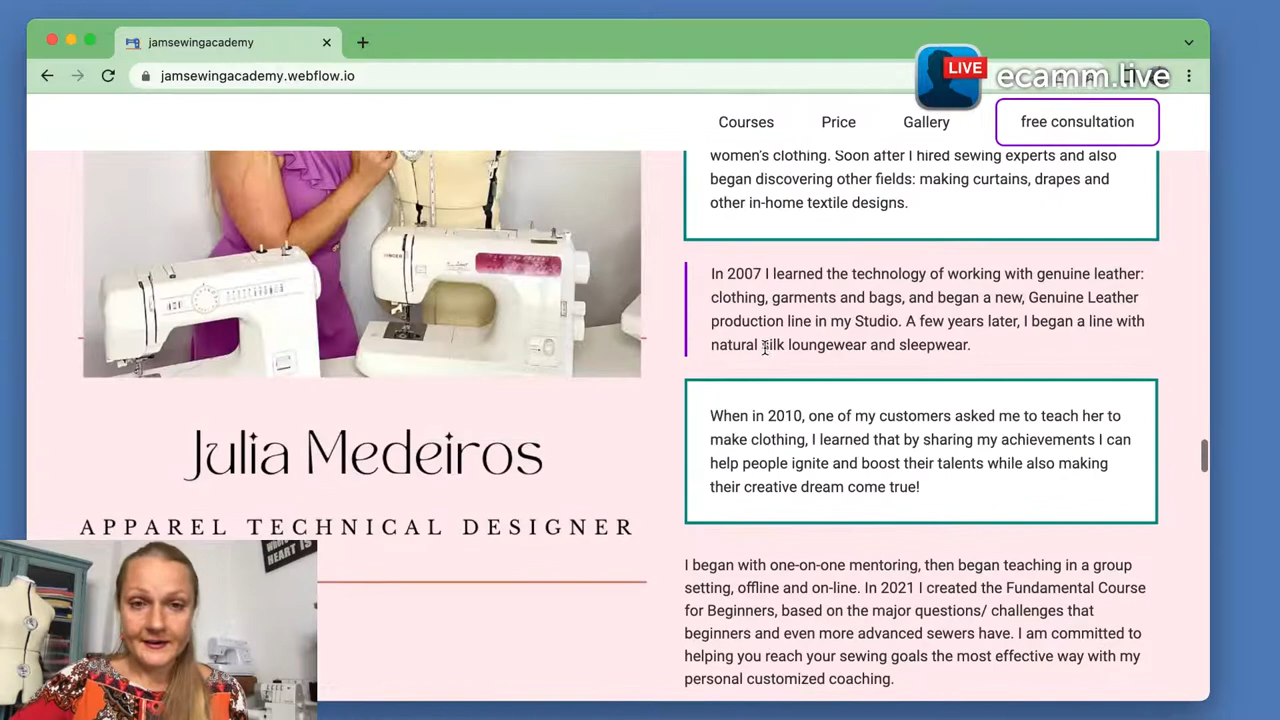 jamsewingacademy
jamsewingacademy.webflow.io
LIVE
ecamm.live
Courses
Price
Gallery
free consultation
women's clothing. Soon after I hired sewing experts and also
began discovering other fields: making curtains, drapes and
other in-home textile designs.
In 2007 I learned the technology of working with genuine leather:
clothing, garments and bags, and began a new, Genuine Leather
production line in my Studio. A few years later, I began a line with
natural silk loungewear and sleepwear.
When in 2010, one of my customers asked me to teach her to
make clothing, I learned that by sharing my achievements I can
help people ignite and boost their talents while also making
their creative dream come true!
I began with one-on-one mentoring, then began teaching in a group
setting, offline and on-line. In 2021 I created the Fundamental Course
for Beginners, based on the major questions/ challenges that
beginners and even more advanced sewers have. I am committed to
helping you reach your sewing goals the most effective way with my
personal customized coaching.
SINGER
Julia Medeiros
APPAREL TECHNICAL DESIGNER
HEART IS